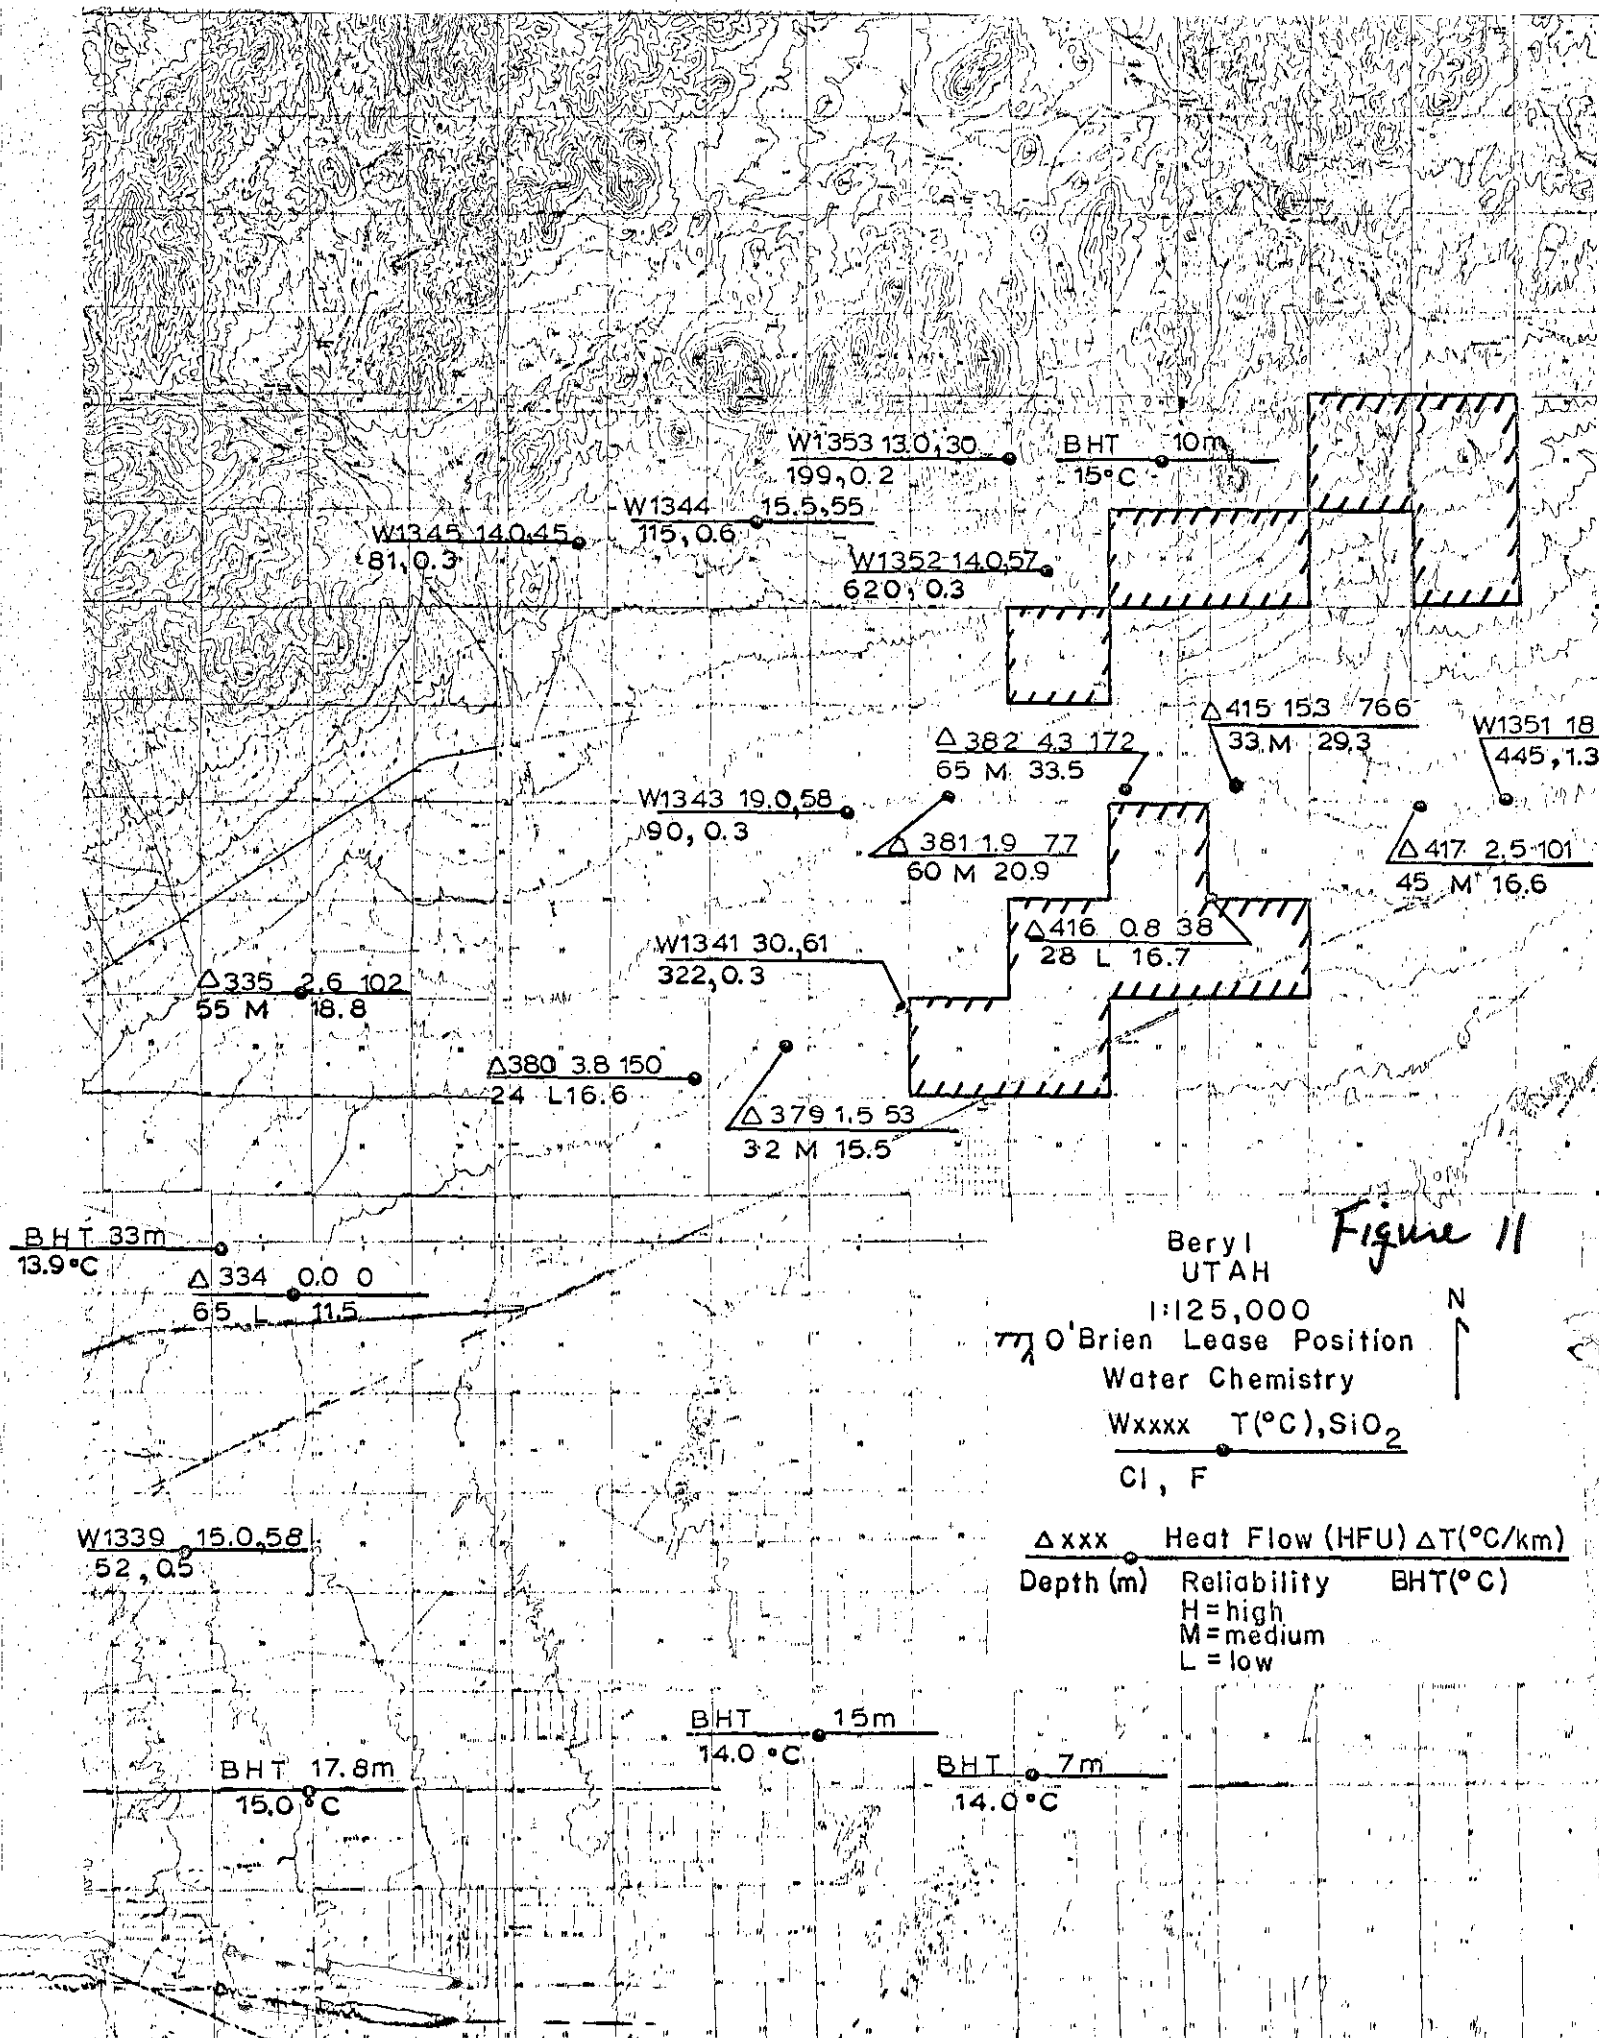 W1353 13.0, 30
199, 0.2
BHT 10m
15°C
W1344 15.5, 55
115, 0.6
W1345 14.0, 45
81, 0.3
W1352 14.0, 57
620, 0.3
Δ415 15.3 766
33 M 29.3
W1351 18
445, 1.3
Δ382 4.3 172
65 M 33.5
W1343 19.0, 58
90, 0.3
Δ381 1.9 77
60 M 20.9
Δ417 2.5 101
45 M 16.6
Δ416 0.8 38
28 L 16.7
W1341 30., 61
322, 0.3
Δ335 2.6 102
55 M 18.8
Δ380 3.8 150
24 L 16.6
Δ379 1.5 53
32 M 15.5
BHT 33m
13.9°C
Δ334 0.0 0
65 L 11.5
Figure 11
Beryl
UTAH
1:125,000
N
O'Brien Lease Position
Water Chemistry
Wxxxx T(°C), SiO2
Cl, F
Δxxx Heat Flow (HFU) ΔT(°C/km)
Depth (m) Reliability BHT(°C)
H = high
M = medium
L = low
W1339 15.0, 58
52, 0.5
BHT 15m
14.0 °C
BHT 7m
14.0 °C
BHT 17.8m
15.0 °C